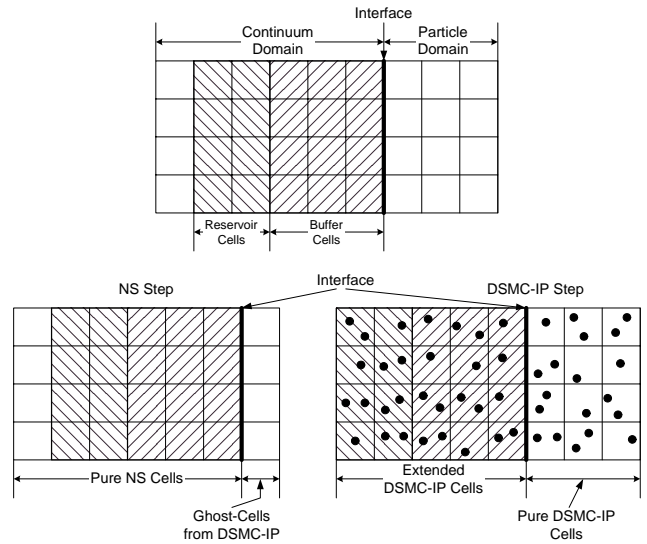 Interface
Continuum
Domain
Particle
Domain
Reservoir
Cells
Buffer
Cells
NS Step
Interface
DSMC-IP Step
Pure NS Cells
Ghost-Cells
from DSMC-IP
Extended
DSMC-IP Cells
Pure DSMC-IP
Cells